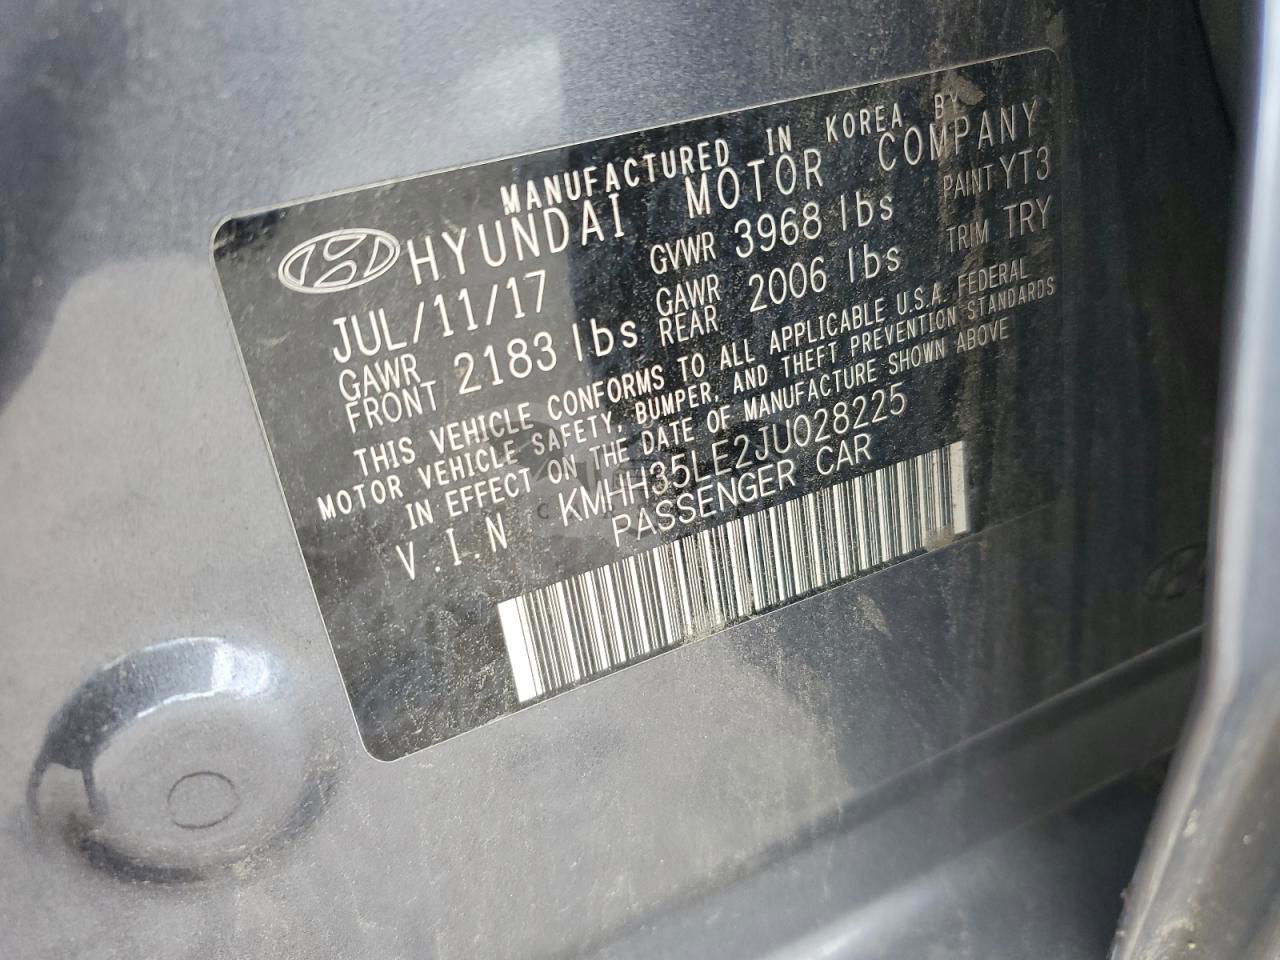 MANUFACTURED IN KOREA BY
HYUNDAI MOTOR COMPANY
JUL/11/17 GVWR 3968 lbs PAINT YT3
GAWR FRONT 2183 lbs GAWR REAR 2006 lbs TRIM TRY
THIS VEHICLE CONFORMS TO ALL APPLICABLE U.S.A. FEDERAL
MOTOR VEHICLE SAFETY, BUMPER, AND THEFT PREVENTION STANDARDS
IN EFFECT ON THE DATE OF MANUFACTURE SHOWN ABOVE
V.I.N KMHH35LE2JU028225
PASSENGER CAR